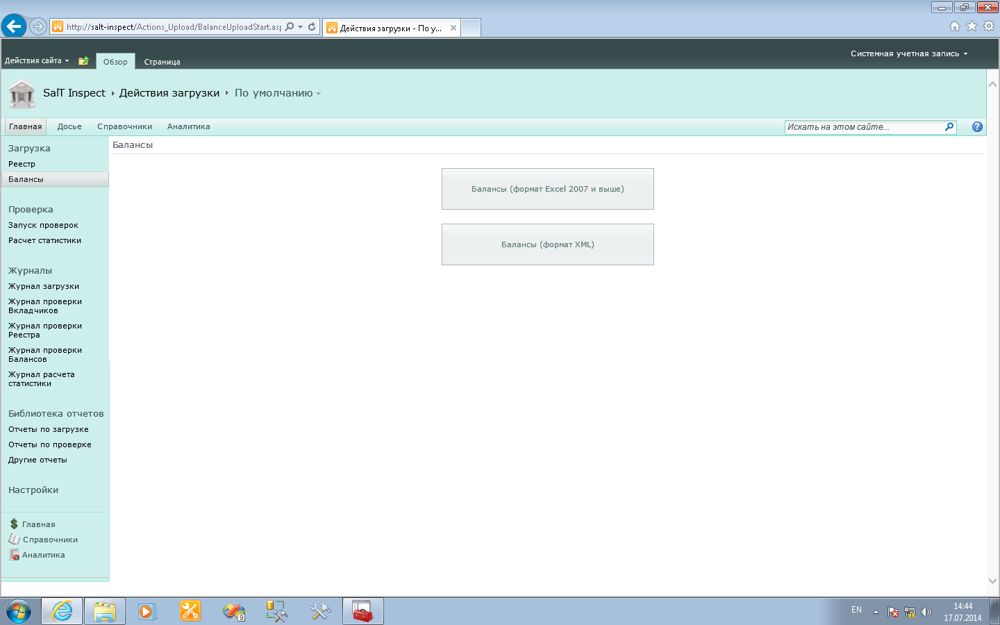 http://salt-inspect/Actions_Upload/BalanceUploadStart.asp
Действия загрузки - По у...
Действия сайта
Обзор
Страница
Системная учетная запись
SalT Inspect
Действия загрузки
По умолчанию
Главная
Досье
Справочники
Аналитика
Искать на этом сайте...
Загрузка
Реестр
Балансы
Проверка
Запуск проверок
Расчет статистики
Журналы
Журнал загрузки
Журнал проверки
Вкладчиков
Журнал проверки
Реестра
Журнал проверки
Балансов
Журнал расчета
статистики
Библиотека отчетов
Отчеты по загрузке
Отчеты по проверке
Другие отчеты
Настройки
Главная
Справочники
Аналитика
Балансы
Балансы (формат Excel 2007 и выше)
Балансы (формат XML)
9
EN
14:44
17.07.2014